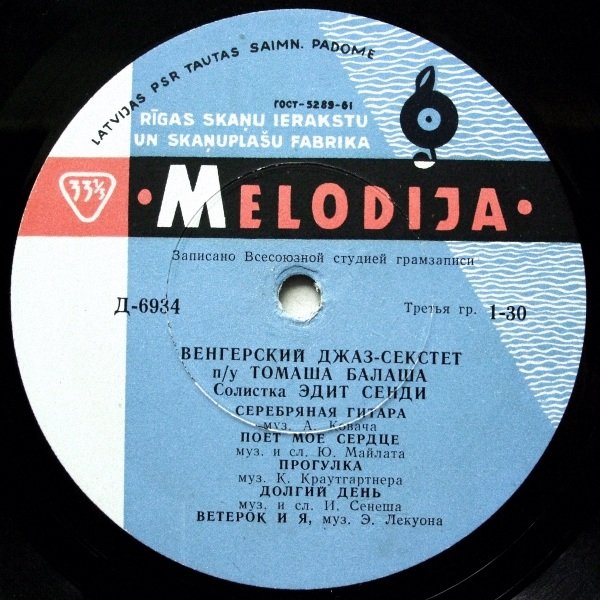 LATVIJAS PSR TAUTAS SAIMN. PADOME
ГОСТ-5289-61
RĪGAS SKAŅU IERAKSTU
UN SKAŅUPLAŠU FABRIKA
33⅓
·MELODIJA·
Записано Всесоюзной студией грамзаписи
Д-6934
Третья гр. 1-30
ВЕНГЕРСКИЙ ДЖАЗ-СЕКСТЕТ
п/у ТОМАША БАЛАША
Солистка ЭДИТ СЕНДИ
СЕРЕБРЯНАЯ ГИТАРА
муз. А. Ковача
ПОЕТ МОЕ СЕРДЦЕ
муз. и сл. Ю. Майлата
ПРОГУЛКА
муз. К. Краутгартнера
ДОЛГИЙ ДЕНЬ
муз. и сл. И. Сенеша
ВЕТЕРОК И Я, муз. Э. Лекуона